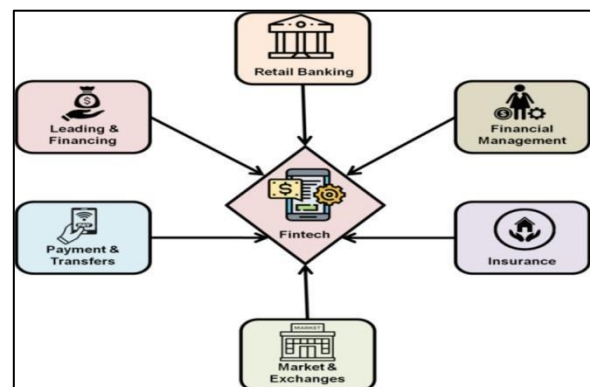 Retail Banking
Leading &
Financing
Financial
Management
Fintech
Payment &
Transfers
Insurance
MARKET
Market &
Exchanges